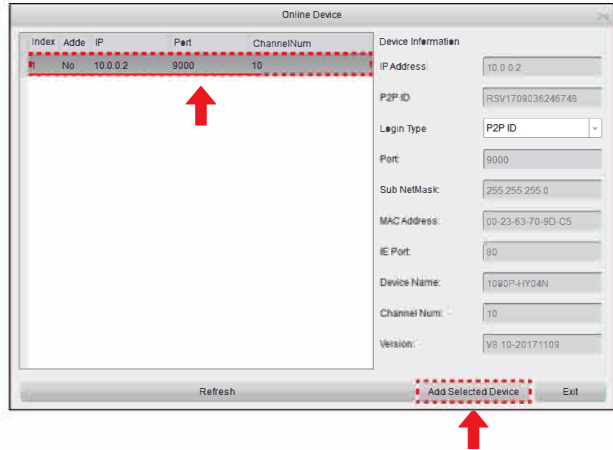 Online Device
Index Adde IP Port ChannelNum
1 No 10.0.0.2 9000 10
Device Information
IP Address: 10.0.0.2
P2P ID RSV1709036246748
Login Type P2P ID
Port: 9000
Sub NetMask: 255.255.255.0
MAC Address: 00-23-63-70-9D-C5
IE Port: 80
Device Name: 1080P-HY04N
Channel Num: 10
Version: V8.10-20171109
Refresh Add Selected Device Exit